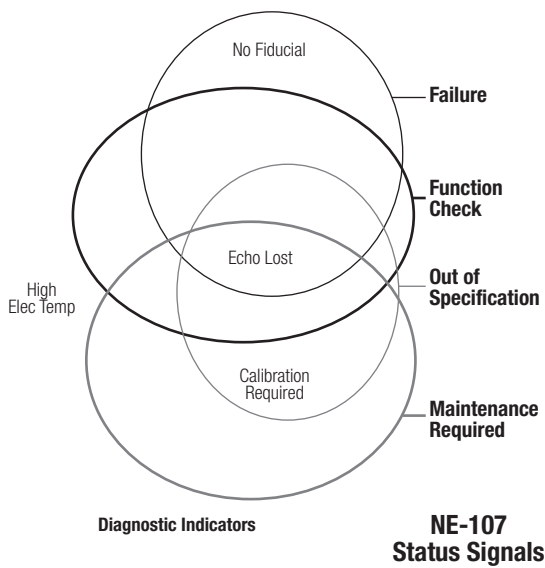 No Fiducial
Failure
Function
Check
Echo Lost
High
Elec Temp
Out of
Specification
Calibration
Required
Maintenance
Required
Diagnostic Indicators
NE-107
Status Signals